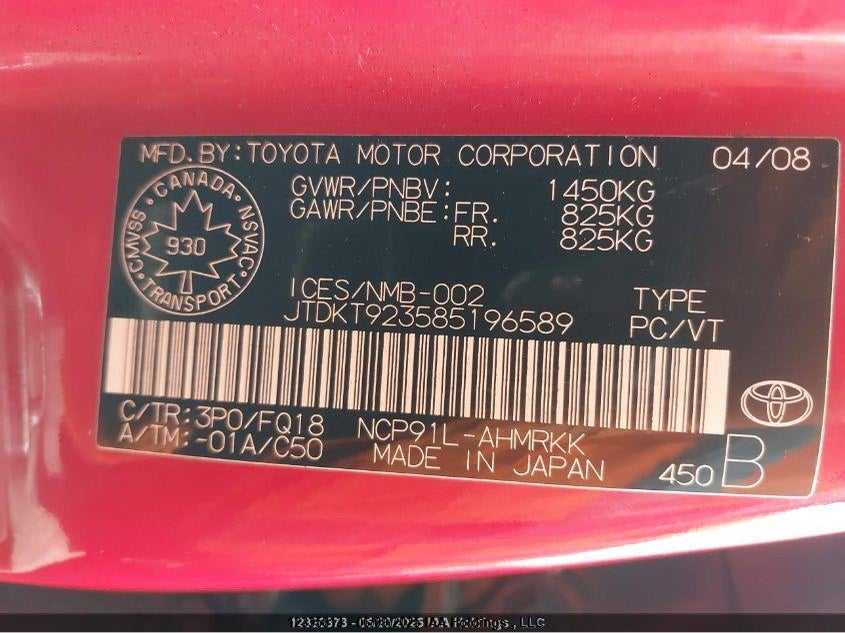 MFD.BY:TOYOTA MOTOR CORPORATION 04/08
GVWR/PNBV: 1450KG
GAWR/PNBE:FR. 825KG
RR. 825KG
CANADA
CMVSS
NSVAC
930
TRANSPORT
ICES/NMB-002
JTDKT923585196589
TYPE
PC/VT
C/TR:3P0/FQ18 NCP91L-AHMRKK
A/TM:-01A/C50 MADE IN JAPAN
450 B